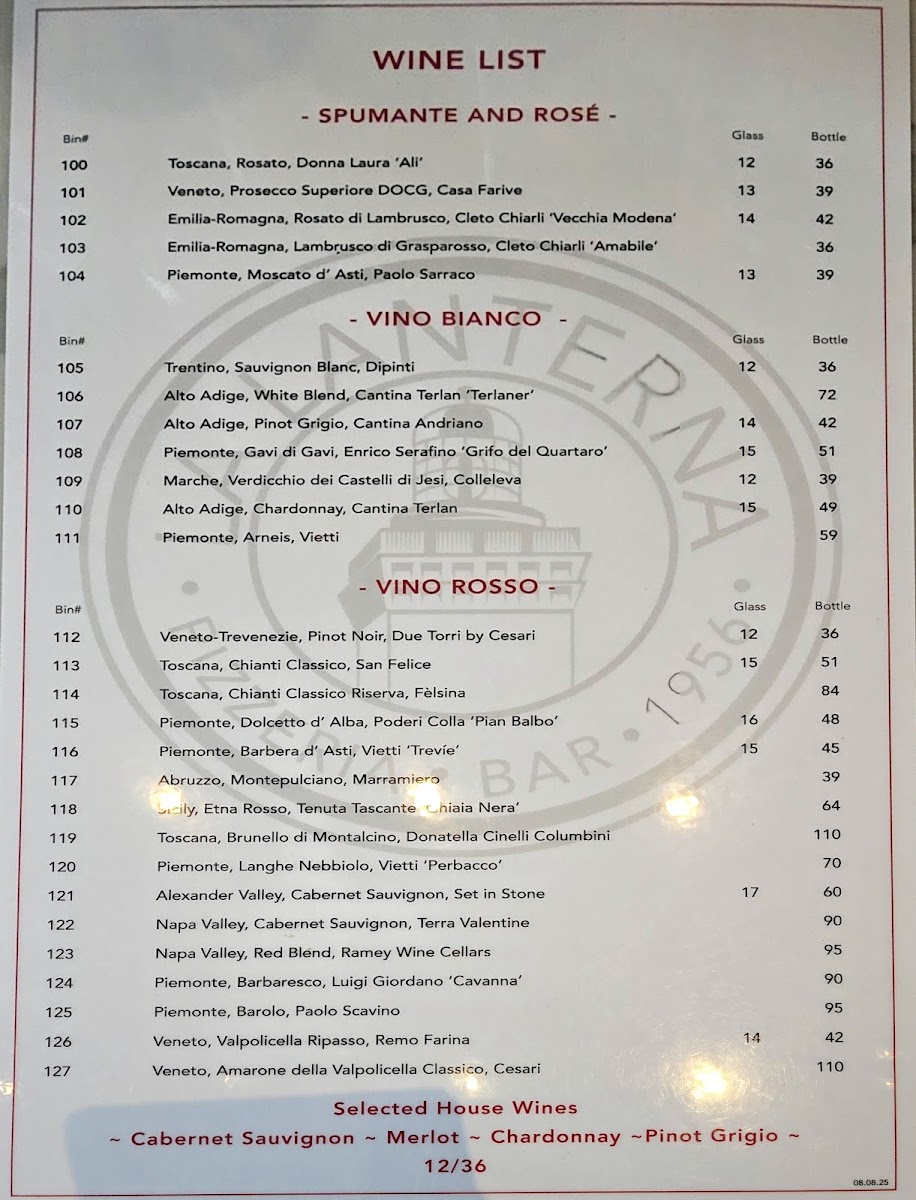 WINE LIST
- SPUMANTE AND ROSÉ -
Bin# Glass Bottle
100 Toscana, Rosato, Donna Laura 'Ali' 12 36
101 Veneto, Prosecco Superiore DOCG, Casa Farive 13 39
102 Emilia-Romagna, Rosato di Lambrusco, Cleto Chiarli 'Vecchia Modena' 14 42
103 Emilia-Romagna, Lambrusco di Grasparosso, Cleto Chiarli 'Amabile' 36
104 Piemonte, Moscato d' Asti, Paolo Sarraco 13 39
- VINO BIANCO -
Bin# Glass Bottle
105 Trentino, Sauvignon Blanc, Dipinti 12 36
106 Alto Adige, White Blend, Cantina Terlan 'Terlaner' 72
107 Alto Adige, Pinot Grigio, Cantina Andriano 14 42
108 Piemonte, Gavi di Gavi, Enrico Serafino 'Grifo del Quartaro' 15 51
109 Marche, Verdicchio dei Castelli di Jesi, Colleleva 12 39
110 Alto Adige, Chardonnay, Cantina Terlan 15 49
111 Piemonte, Arneis, Vietti 59
- VINO ROSSO -
Bin# Glass Bottle
112 Veneto-Trevenezie, Pinot Noir, Due Torri by Cesari 12 36
113 Toscana, Chianti Classico, San Felice 15 51
114 Toscana, Chianti Classico Riserva, Fèlsina 84
115 Piemonte, Dolcetto d' Alba, Poderi Colla 'Pian Balbo' 16 48
116 Piemonte, Barbera d' Asti, Vietti 'Trevíe' 15 45
117 Abruzzo, Montepulciano, Marramiero 39
118 Sicily, Etna Rosso, Tenuta Tascante 'Ghiaia Nera' 64
119 Toscana, Brunello di Montalcino, Donatella Cinelli Columbini 110
120 Piemonte, Langhe Nebbiolo, Vietti 'Perbacco' 70
121 Alexander Valley, Cabernet Sauvignon, Set in Stone 17 60
122 Napa Valley, Cabernet Sauvignon, Terra Valentine 90
123 Napa Valley, Red Blend, Ramey Wine Cellars 95
124 Piemonte, Barbaresco, Luigi Giordano 'Cavanna' 90
125 Piemonte, Barolo, Paolo Scavino 95
126 Veneto, Valpolicella Ripasso, Remo Farina 14 42
127 Veneto, Amarone della Valpolicella Classico, Cesari 110
Selected House Wines
~ Cabernet Sauvignon ~ Merlot ~ Chardonnay ~Pinot Grigio ~
12/36
08.08.25
LANTERNA
PIZZERIA • BAR • 1956